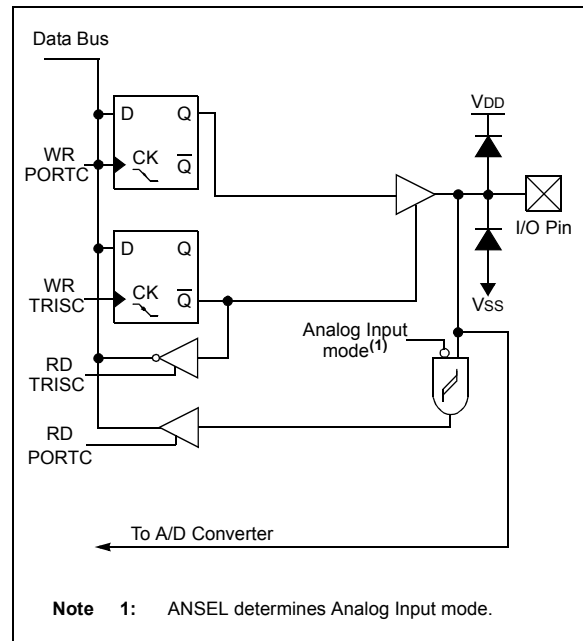 Data Bus
D Q
VDD
WR
PORTC
CK Q
I/O Pin
D Q
WR
TRISC
CK Q
VSS
Analog Input
mode(1)
RD
TRISC
RD
PORTC
To A/D Converter
Note 1: ANSEL determines Analog Input mode.